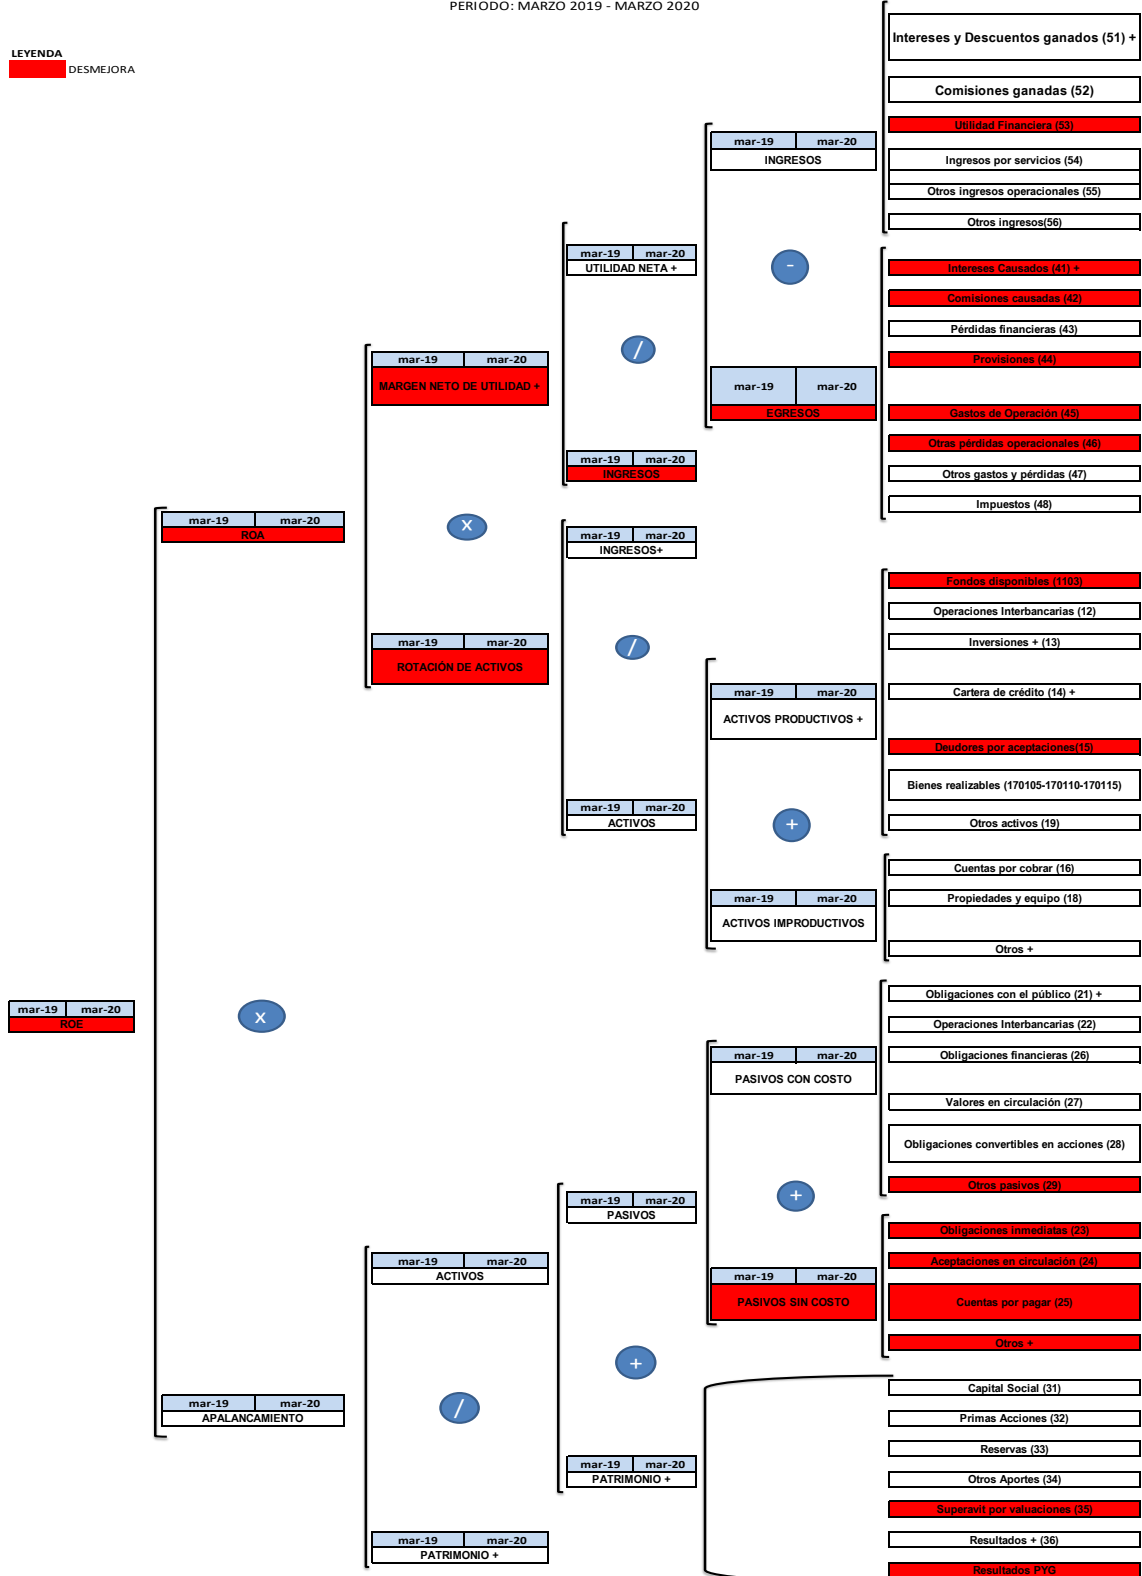 PERIODO: MARZO 2019 - MARZO 2020
LEYENDA
DESMEJORA
Intereses y Descuentos ganados (51) +
Comisiones ganadas (52)
Utilidad Financiera (53)
mar-19 mar-20
INGRESOS
Ingresos por servicios (54)
Otros ingresos operacionales (55)
Otros ingresos(56)
mar-19 mar-20
UTILIDAD NETA +
-
Intereses Causados (41) +
Comisiones causadas (42)
Pérdidas financieras (43)
/
mar-19 mar-20
MARGEN NETO DE UTILIDAD +
Provisiones (44)
mar-19 mar-20
EGRESOS
Gastos de Operación (45)
Otras pérdidas operacionales (46)
mar-19 mar-20
INGRESOS
Otros gastos y pérdidas (47)
Impuestos (48)
mar-19 mar-20
ROA
x
mar-19 mar-20
INGRESOS+
Fondos disponibles (1103)
Operaciones Interbancarias (12)
Inversiones + (13)
mar-19 mar-20
ROTACIÓN DE ACTIVOS
/
mar-19 mar-20
ACTIVOS PRODUCTIVOS +
Cartera de crédito (14) +
Deudores por aceptaciones(15)
Bienes realizables (170105-170110-170115)
mar-19 mar-20
ACTIVOS
+
Otros activos (19)
Cuentas por cobrar (16)
mar-19 mar-20
ACTIVOS IMPRODUCTIVOS
Propiedades y equipo (18)
Otros +
Obligaciones con el público (21) +
mar-19 mar-20
ROE
x
Operaciones Interbancarias (22)
mar-19 mar-20
PASIVOS CON COSTO
Obligaciones financieras (26)
Valores en circulación (27)
Obligaciones convertibles en acciones (28)
Otros pasivos (29)
mar-19 mar-20
PASIVOS
+
Obligaciones inmediatas (23)
Aceptaciones en circulación (24)
mar-19 mar-20
ACTIVOS
mar-19 mar-20
PASIVOS SIN COSTO
Cuentas por pagar (25)
Otros +
+
Capital Social (31)
mar-19 mar-20
APALANCAMIENTO
/
Primas Acciones (32)
Reservas (33)
mar-19 mar-20
PATRIMONIO +
Otros Aportes (34)
Superavit por valuaciones (35)
mar-19 mar-20
PATRIMONIO +
Resultados + (36)
Resultados PYG